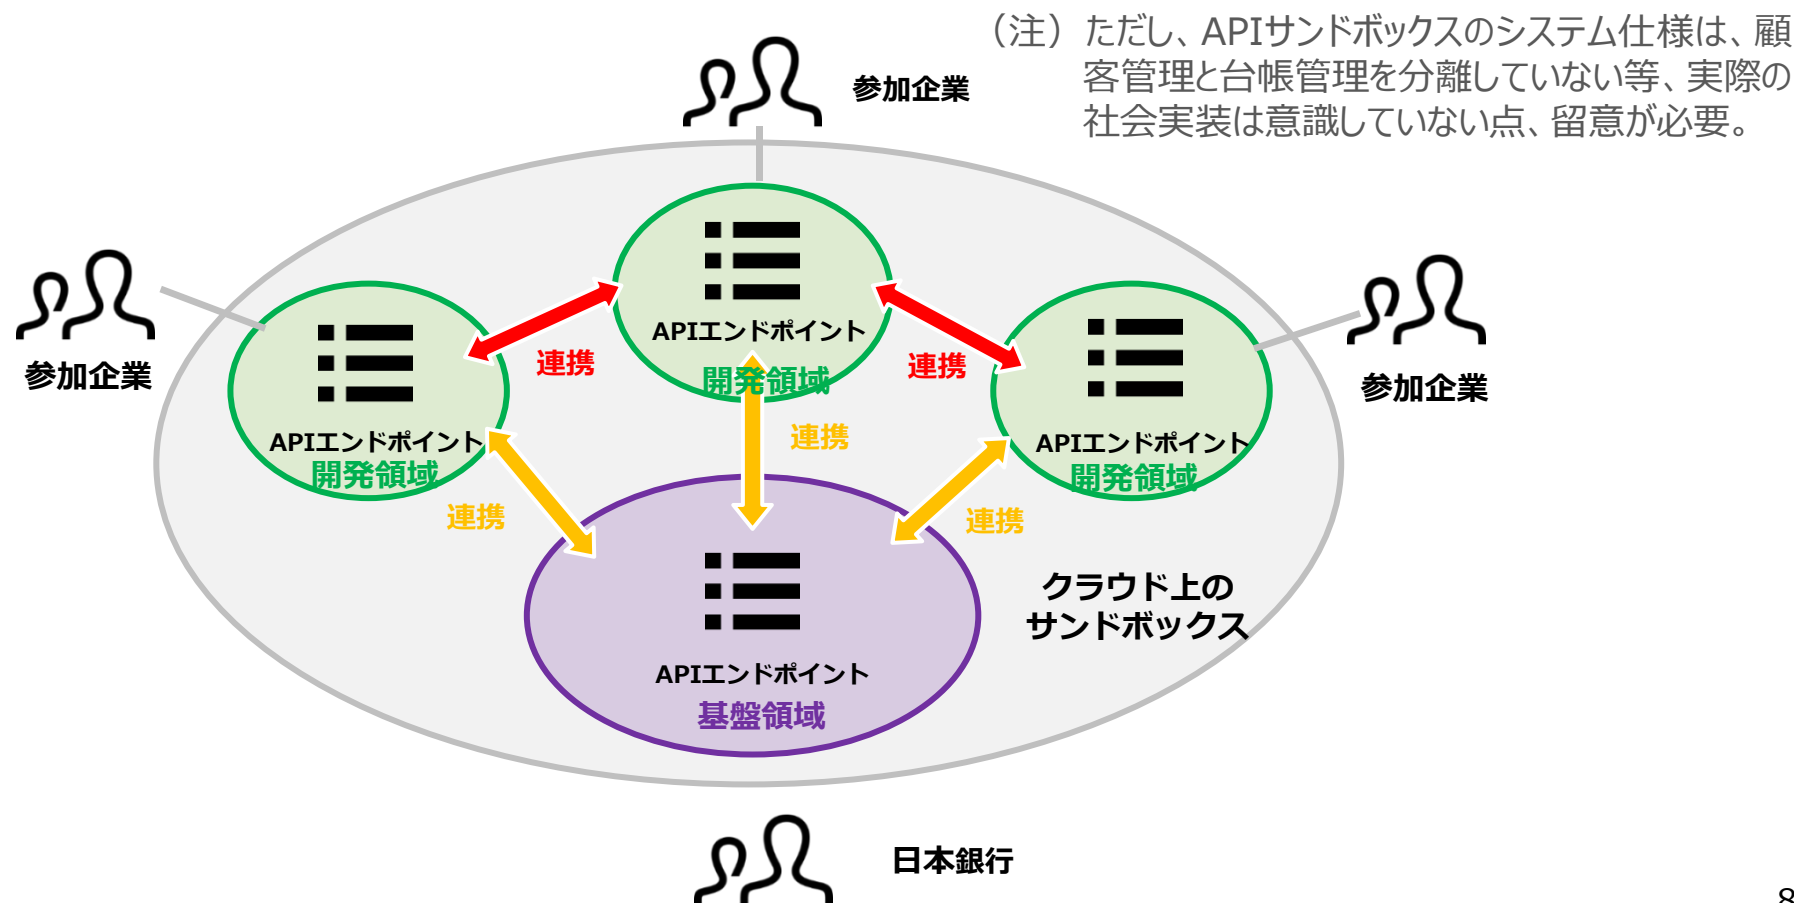 （注）ただし、APIサンドボックスのシステム仕様は、顧
客管理と台帳管理を分離していない等、実際の
社会実装は意識していない点、留意が必要。
参加企業
参加企業
参加企業
APIエンドポイント
開発領域
連携
連携
APIエンドポイント
開発領域
APIエンドポイント
開発領域
連携
連携
連携
クラウド上の
サンドボックス
APIエンドポイント
基盤領域
日本銀行
8